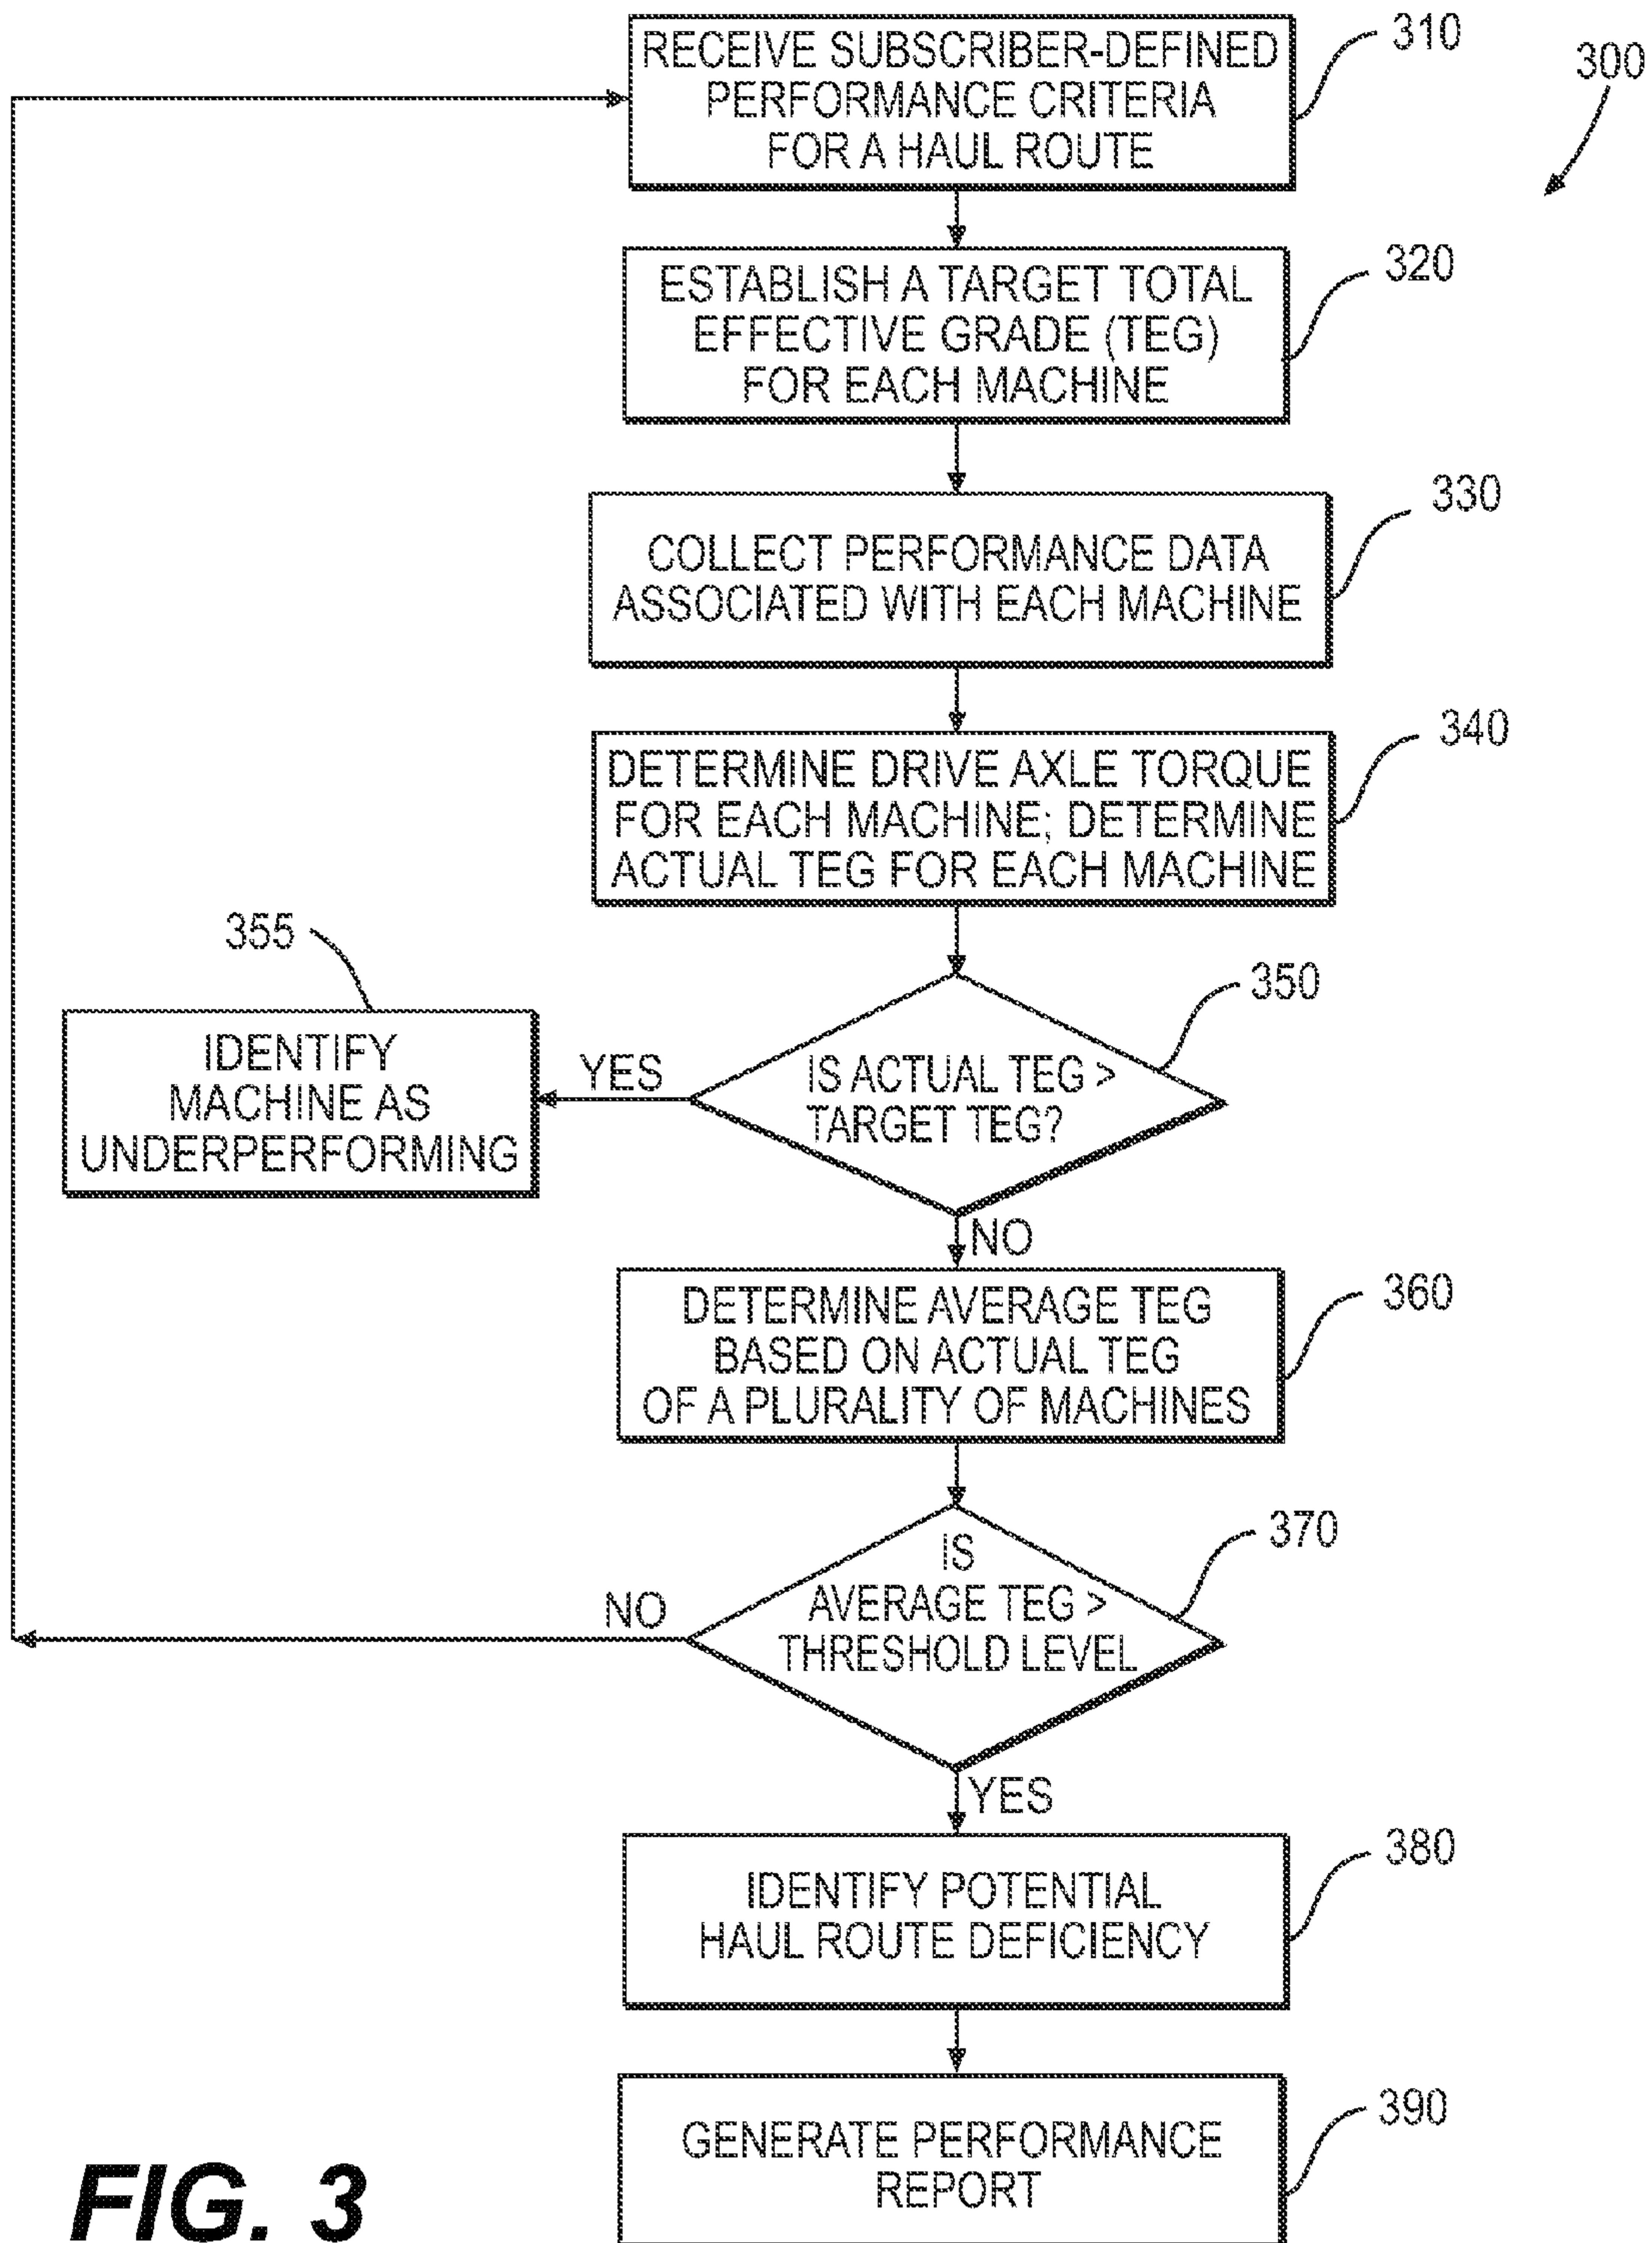 RECEIVE SUBSCRIBER-DEFINED
PERFORMANCE CRITERIA
FOR A HAUL ROUTE
310
300
ESTABLISH A TARGET TOTAL
EFFECTIVE GRADE (TEG)
FOR EACH MACHINE
320
COLLECT PERFORMANCE DATA
ASSOCIATED WITH EACH MACHINE
330
DETERMINE DRIVE AXLE TORQUE
FOR EACH MACHINE; DETERMINE
ACTUAL TEG FOR EACH MACHINE
340
355
IDENTIFY
MACHINE AS
UNDERPERFORMING
YES
IS ACTUAL TEG >
TARGET TEG?
350
NO
DETERMINE AVERAGE TEG
BASED ON ACTUAL TEG
OF A PLURALITY OF MACHINES
360
NO
IS
AVERAGE TEG >
THRESHOLD LEVEL
370
YES
IDENTIFY POTENTIAL
HAUL ROUTE DEFICIENCY
380
GENERATE PERFORMANCE
REPORT
390
FIG. 3